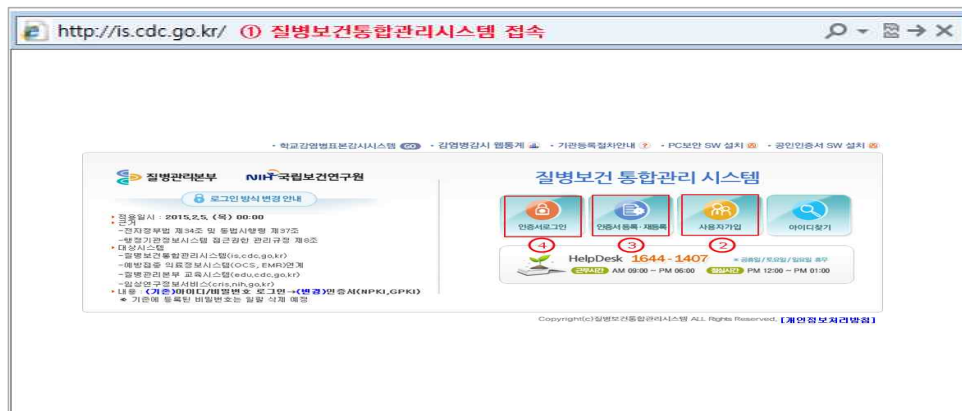 http://is.cdc.go.kr/ ① 질병보건통합관리시스템 접속
· 학교감염병표본감시시스템 GO · 감염병감시 웹통계 · 기관등록절차안내 · PC보안 SW 설치 · 공인인증서 SW 설치
질병관리본부 NIH 국립보건연구원
로그인 방식 변경 안내
• 적용일시 : 2015.2.5. (목) 00:00
• 근거
-전자정부법 제34조 및 동법시행령 제37조
-행정기관정보시스템 접근권한 관리규정 제8조
• 대상시스템
-질병보건통합관리시스템(is.cdc.go.kr)
-예방접종 의료정보시스템(OCS, EMR)연계
-질병관리본부 교육시스템(edu.cdc.go.kr)
-임상연구정보서비스(cris.nih.go.kr)
• 내용 : (기존)아이디/비밀번호 로그인→(변경)인증서(NPKI,GPKI)
기존에 등록된 비밀번호는 일괄 삭제 예정
질병보건 통합관리 시스템
인증서로그인 인증서 등록·재등록 사용자가입 아이디찾기
④ ③ ②
HelpDesk 1644-1407 * 공휴일/토요일/일요일 휴무
근무시간 AM 09:00 ~ PM 06:00 점심시간 PM 12:00 ~ PM 01:00
Copyright(c)질병보건통합관리시스템 ALL Rights Reserved. [개인정보처리방침]